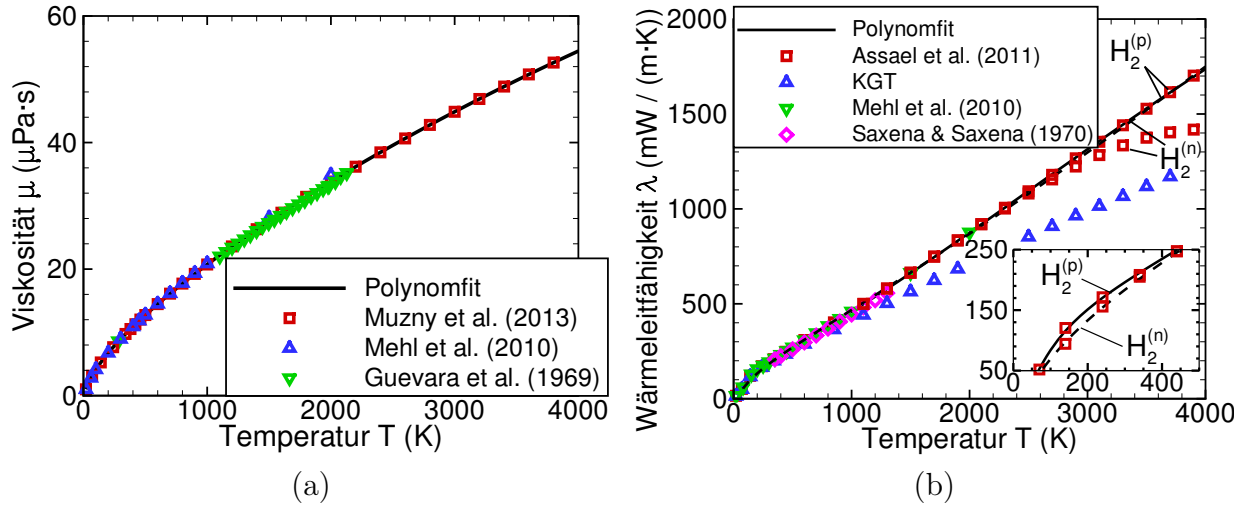 Viskosität μ (μPa·s)
60
40
20
0
0 1000 2000 3000 4000
Temperatur T (K)
Polynomfit
Muzny et al. (2013)
Mehl et al. (2010)
Guevara et al. (1969)
(a)
Wärmeleitfähigkeit λ (mW / (m·K))
2000
1500
1000
500
0
0 1000 2000 3000 4000
Temperatur T (K)
Polynomfit
Assael et al. (2011)
KGT
Mehl et al. (2010)
Saxena & Saxena (1970)
H₂⁽ᵖ⁾
H₂⁽ⁿ⁾
250
150
50
0 200 400
H₂⁽ᵖ⁾
H₂⁽ⁿ⁾
(b)